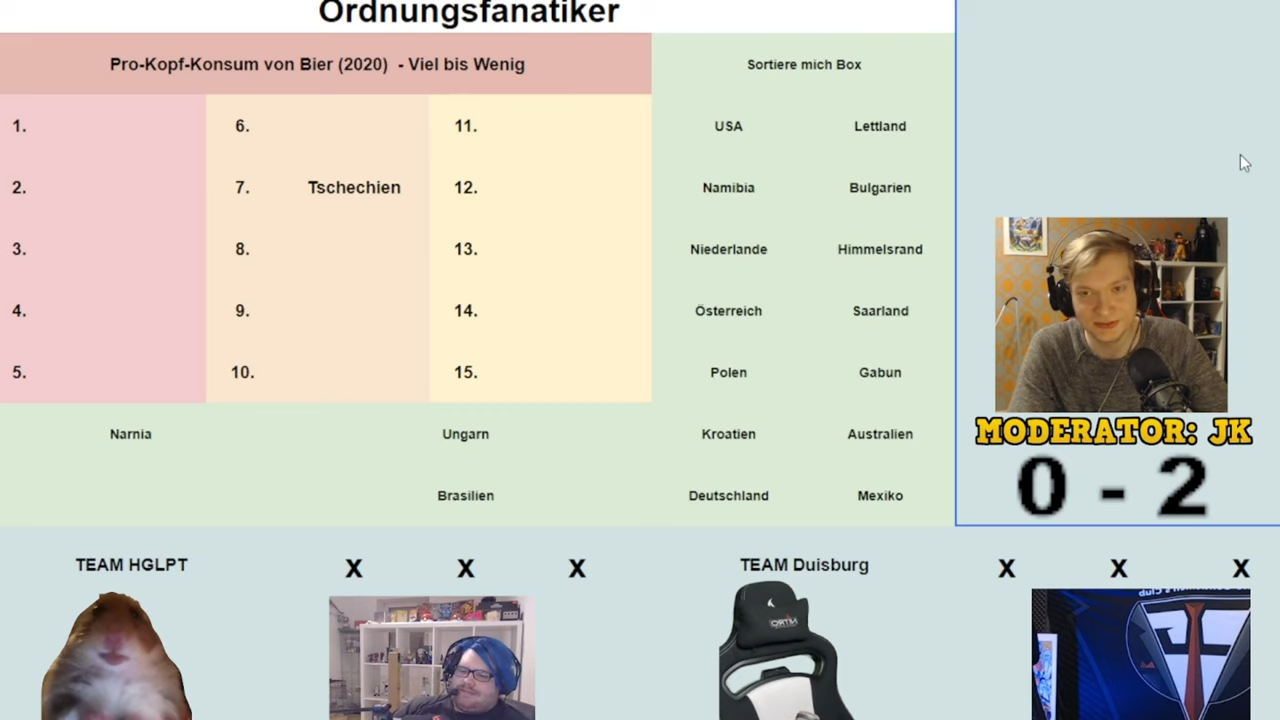 Ordnungsfanatiker
Pro-Kopf-Konsum von Bier (2020) - Viel bis Wenig
Sortiere mich Box
1. 6. 11. USA Lettland
2. 7. Tschechien 12. Namibia Bulgarien
3. 8. 13. Niederlande Himmelsrand
4. 9. 14. Österreich Saarland
5. 10. 15. Polen Gabun
Narnia Ungarn Kroatien Australien
Brasilien Deutschland Mexiko
MODERATOR: JK
0 - 2
TEAM HGLPT X X X TEAM Duisburg X X X